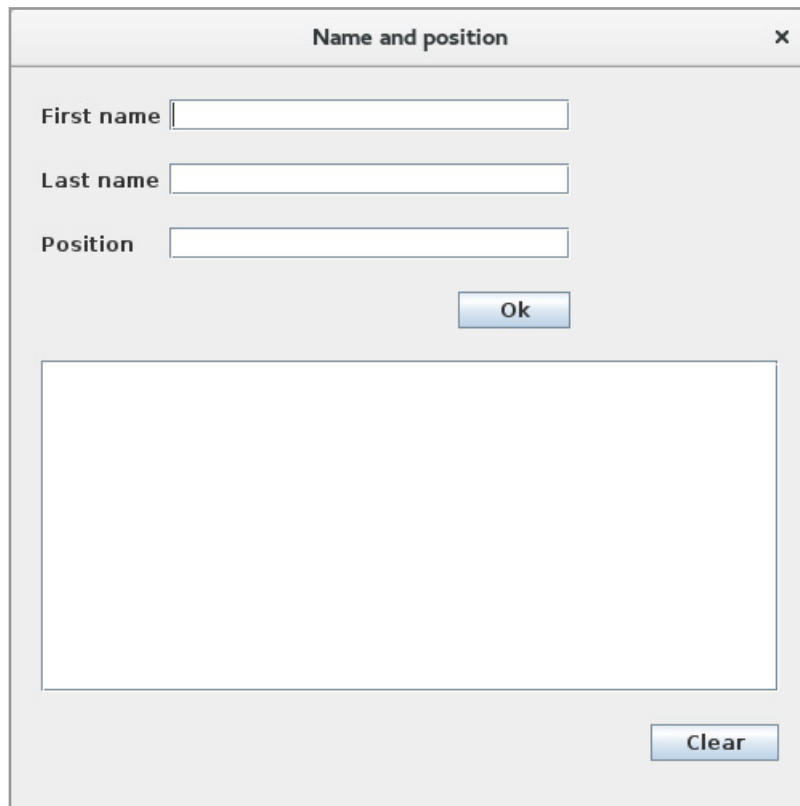 Name and position
First name
Last name
Position
Ok
Clear